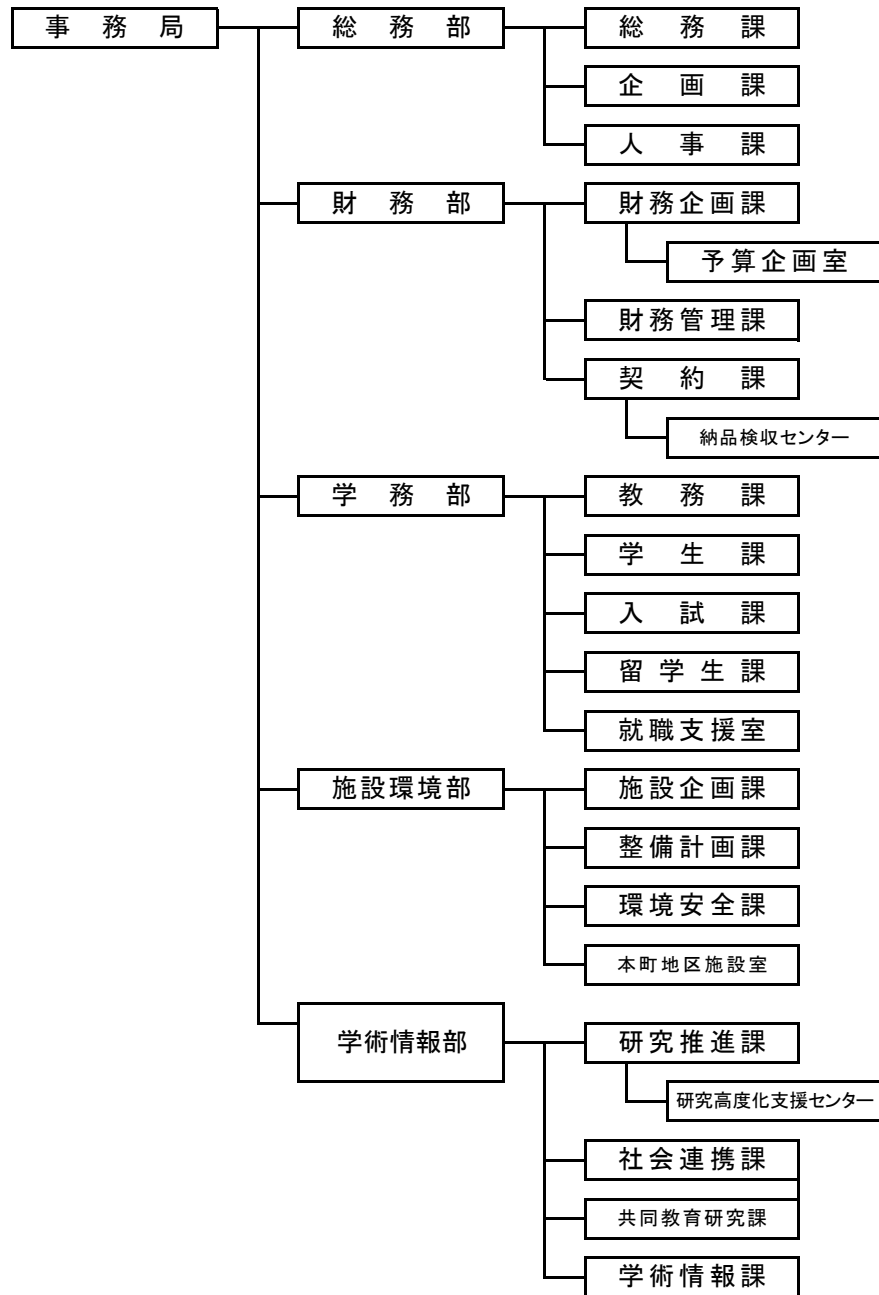 事務局
総務部
総務課
企画課
人事課
財務部
財務企画課
予算企画室
財務管理課
契約課
納品検収センター
学務部
教務課
学生課
入試課
留学生課
就職支援室
施設環境部
施設企画課
整備計画課
環境安全課
本町地区施設室
学術情報部
研究推進課
研究高度化支援センター
社会連携課
共同教育研究課
学術情報課